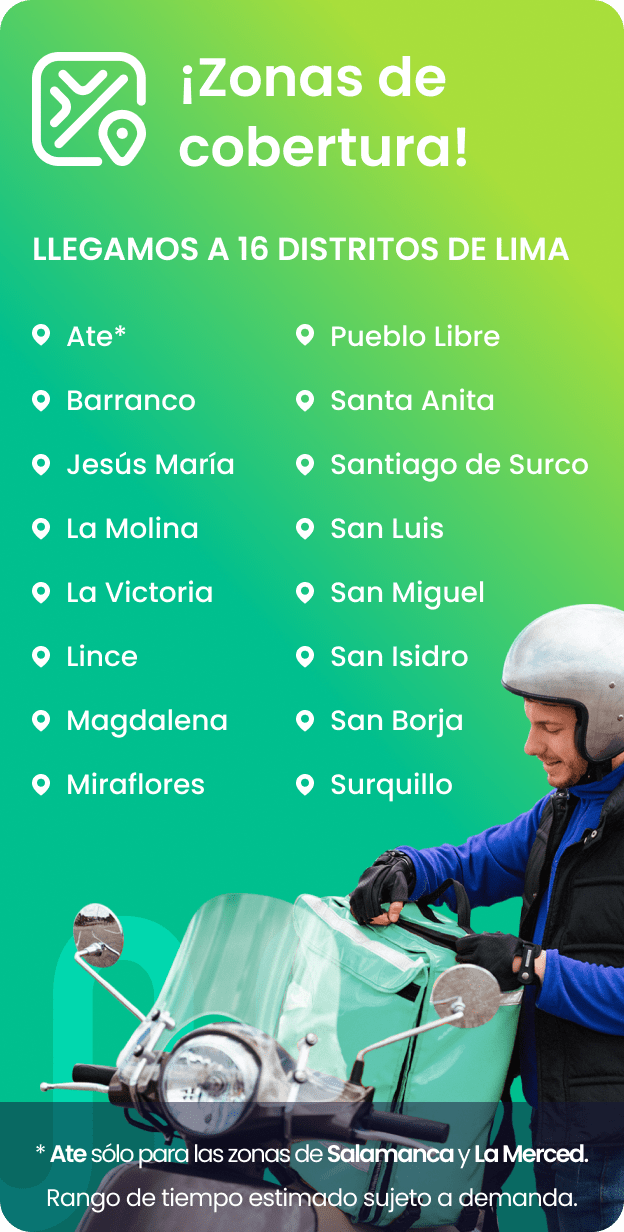 ¡Zonas de
cobertura!
LLEGAMOS A 16 DISTRITOS DE LIMA
Ate*
Barranco
Jesús María
La Molina
La Victoria
Lince
Magdalena
Miraflores
Pueblo Libre
Santa Anita
Santiago de Surco
San Luis
San Miguel
San Isidro
San Borja
Surquillo
* Ate sólo para las zonas de Salamanca y La Merced.
Rango de tiempo estimado sujeto a demanda.